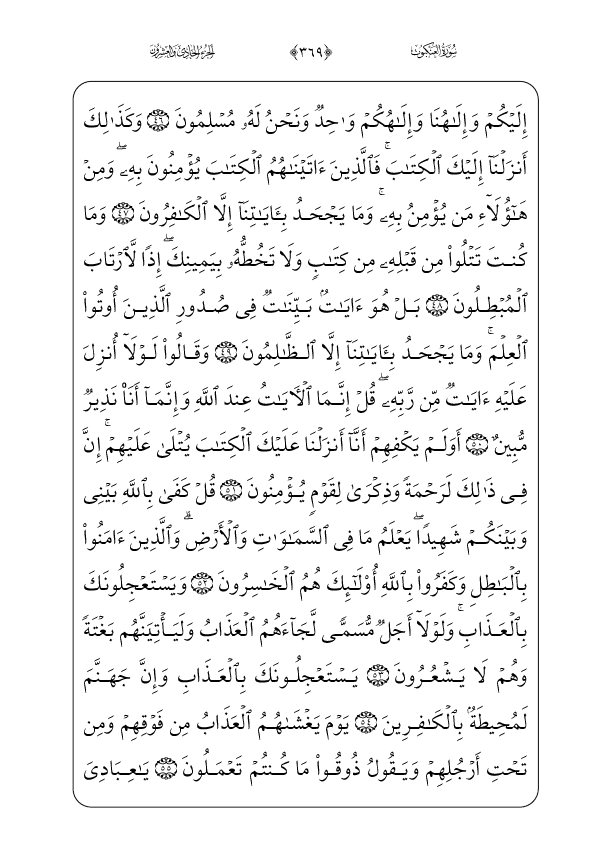 سُورَةُ العَنكَبُوت ﴿٣٦٩﴾ الجُزءُ الحَادِى وَالعِشرُونَ
إِلَيۡكُمۡ وَإِلَٰهُنَا وَإِلَٰهُكُمۡ وَٰحِدٞ وَنَحۡنُ لَهُۥ مُسۡلِمُونَ ٤٦ وَكَذَٰلِكَ
أَنزَلۡنَآ إِلَيۡكَ ٱلۡكِتَٰبَۚ فَٱلَّذِينَ ءَاتَيۡنَٰهُمُ ٱلۡكِتَٰبَ يُؤۡمِنُونَ بِهِۦۖ وَمِنۡ
هَٰٓؤُلَآءِ مَن يُؤۡمِنُ بِهِۦۚ وَمَا يَجۡحَدُ بِـَٔايَٰتِنَآ إِلَّا ٱلۡكَٰفِرُونَ ٤٧ وَمَا
كُنتَ تَتۡلُواْ مِن قَبۡلِهِۦ مِن كِتَٰبٖ وَلَا تَخُطُّهُۥ بِيَمِينِكَۖ إِذٗا لَّٱرۡتَابَ
ٱلۡمُبۡطِلُونَ ٤٨ بَلۡ هُوَ ءَايَٰتُۢ بَيِّنَٰتٞ فِى صُدُورِ ٱلَّذِينَ أُوتُواْ
ٱلۡعِلۡمَۚ وَمَا يَجۡحَدُ بِـَٔايَٰتِنَآ إِلَّا ٱلظَّٰلِمُونَ ٤٩ وَقَالُواْ لَوۡلَآ أُنزِلَ
عَلَيۡهِ ءَايَٰتٞ مِّن رَّبِّهِۦۖ قُلۡ إِنَّمَا ٱلۡأٓيَٰتُ عِندَ ٱللَّهِ وَإِنَّمَآ أَنَا۠ نَذِيرٞ
مُّبِينٌ ٥٠ أَوَلَمۡ يَكۡفِهِمۡ أَنَّآ أَنزَلۡنَا عَلَيۡكَ ٱلۡكِتَٰبَ يُتۡلَىٰ عَلَيۡهِمۡۚ إِنَّ
فِى ذَٰلِكَ لَرَحۡمَةٗ وَذِكۡرَىٰ لِقَوۡمٖ يُؤۡمِنُونَ ٥١ قُلۡ كَفَىٰ بِٱللَّهِ بَيۡنِى
وَبَيۡنَكُمۡ شَهِيدٗاۖ يَعۡلَمُ مَا فِى ٱلسَّمَٰوَٰتِ وَٱلۡأَرۡضِۗ وَٱلَّذِينَ ءَامَنُواْ
بِٱلۡبَٰطِلِ وَكَفَرُواْ بِٱللَّهِ أُوْلَٰٓئِكَ هُمُ ٱلۡخَٰسِرُونَ ٥٢ وَيَسۡتَعۡجِلُونَكَ
بِٱلۡعَذَابِۚ وَلَوۡلَآ أَجَلٞ مُّسَمّٗى لَّجَآءَهُمُ ٱلۡعَذَابُ وَلَيَأۡتِيَنَّهُم بَغۡتَةٗ
وَهُمۡ لَا يَشۡعُرُونَ ٥٣ يَسۡتَعۡجِلُونَكَ بِٱلۡعَذَابِ وَإِنَّ جَهَنَّمَ
لَمُحِيطَةُۢ بِٱلۡكَٰفِرِينَ ٥٤ يَوۡمَ يَغۡشَىٰهُمُ ٱلۡعَذَابُ مِن فَوۡقِهِمۡ وَمِن
تَحۡتِ أَرۡجُلِهِمۡ وَيَقُولُ ذُوقُواْ مَا كُنتُمۡ تَعۡمَلُونَ ٥٥ يَٰعِبَادِىَ